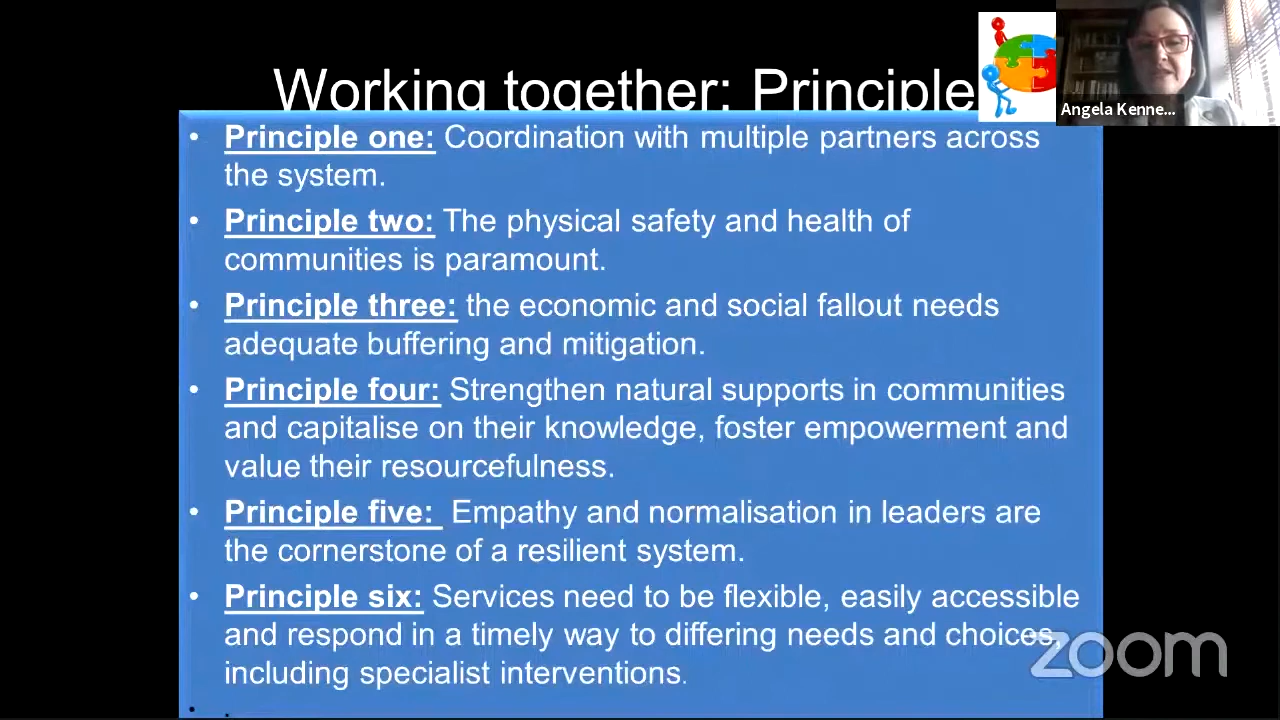 Working together: Principle
Angela Kenne...
• Principle one: Coordination with multiple partners across
the system.
• Principle two: The physical safety and health of
communities is paramount.
• Principle three: the economic and social fallout needs
adequate buffering and mitigation.
• Principle four: Strengthen natural supports in communities
and capitalise on their knowledge, foster empowerment and
value their resourcefulness.
• Principle five: Empathy and normalisation in leaders are
the cornerstone of a resilient system.
• Principle six: Services need to be flexible, easily accessible
and respond in a timely way to differing needs and choices,
including specialist interventions.
zoom